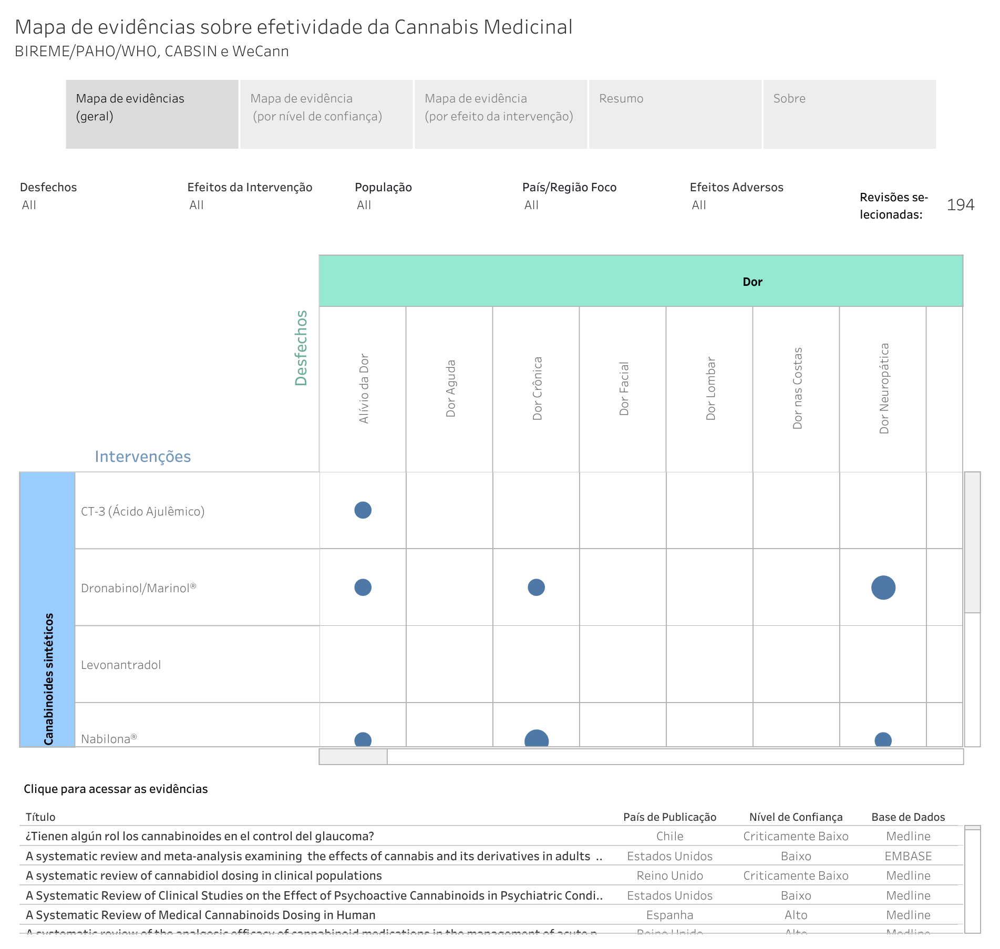 Mapa de evidências sobre efetividade da Cannabis Medicinal
BIREME/PAHO/WHO, CABSIN e WeCann
Mapa de evidências
(geral)
Mapa de evidência
(por nível de confiança)
Mapa de evidência
(por efeito da intervenção)
Resumo
Sobre
Desfechos
All
Efeitos da Intervenção
All
População
All
País/Região Foco
All
Efeitos Adversos
All
Revisões se-
lecionadas:
194
Dor
Desfechos
Alívio da Dor
Dor Aguda
Dor Crônica
Dor Facial
Dor Lombar
Dor nas Costas
Dor Neuropática
Intervenções
Canabinoides sintéticos
CT-3 (Ácido Ajulêmico)
Dronabinol/Marinol®
Levonantradol
Nabilona®
Clique para acessar as evidências
Título País de Publicação Nível de Confiança Base de Dados
¿Tienen algún rol los cannabinoides en el control del glaucoma? Chile Criticamente Baixo Medline
A systematic review and meta-analysis examining the effects of cannabis and its derivatives in adults .. Estados Unidos Baixo EMBASE
A systematic review of cannabidiol dosing in clinical populations Reino Unido Criticamente Baixo Medline
A Systematic Review of Clinical Studies on the Effect of Psychoactive Cannabinoids in Psychiatric Condi.. Estados Unidos Baixo Medline
A Systematic Review of Medical Cannabinoids Dosing in Human Espanha Alto Medline
A systematic review of the analgesic efficacy of cannabinoid medications in the management of acute p Reino Unido Alto Medline